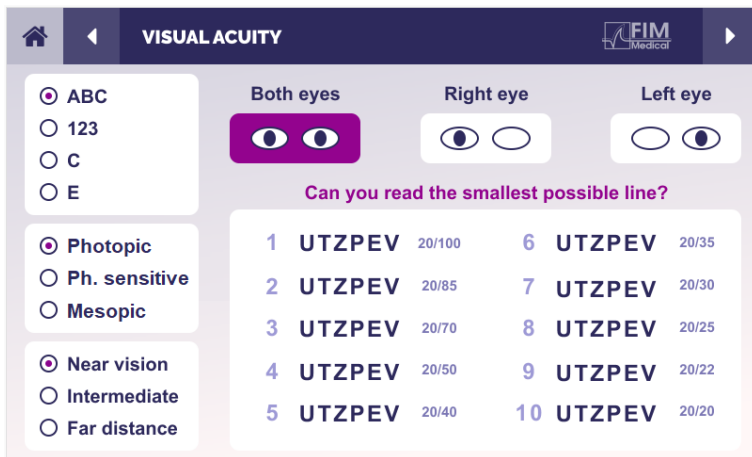 VISUAL ACUITY
FIM
Medical
ABC
123
C
E
Photopic
Ph. sensitive
Mesopic
Near vision
Intermediate
Far distance
Both eyes Right eye Left eye
Can you read the smallest possible line?
1 UTZPEV 20/100
2 UTZPEV 20/85
3 UTZPEV 20/70
4 UTZPEV 20/50
5 UTZPEV 20/40
6 UTZPEV 20/35
7 UTZPEV 20/30
8 UTZPEV 20/25
9 UTZPEV 20/22
10 UTZPEV 20/20